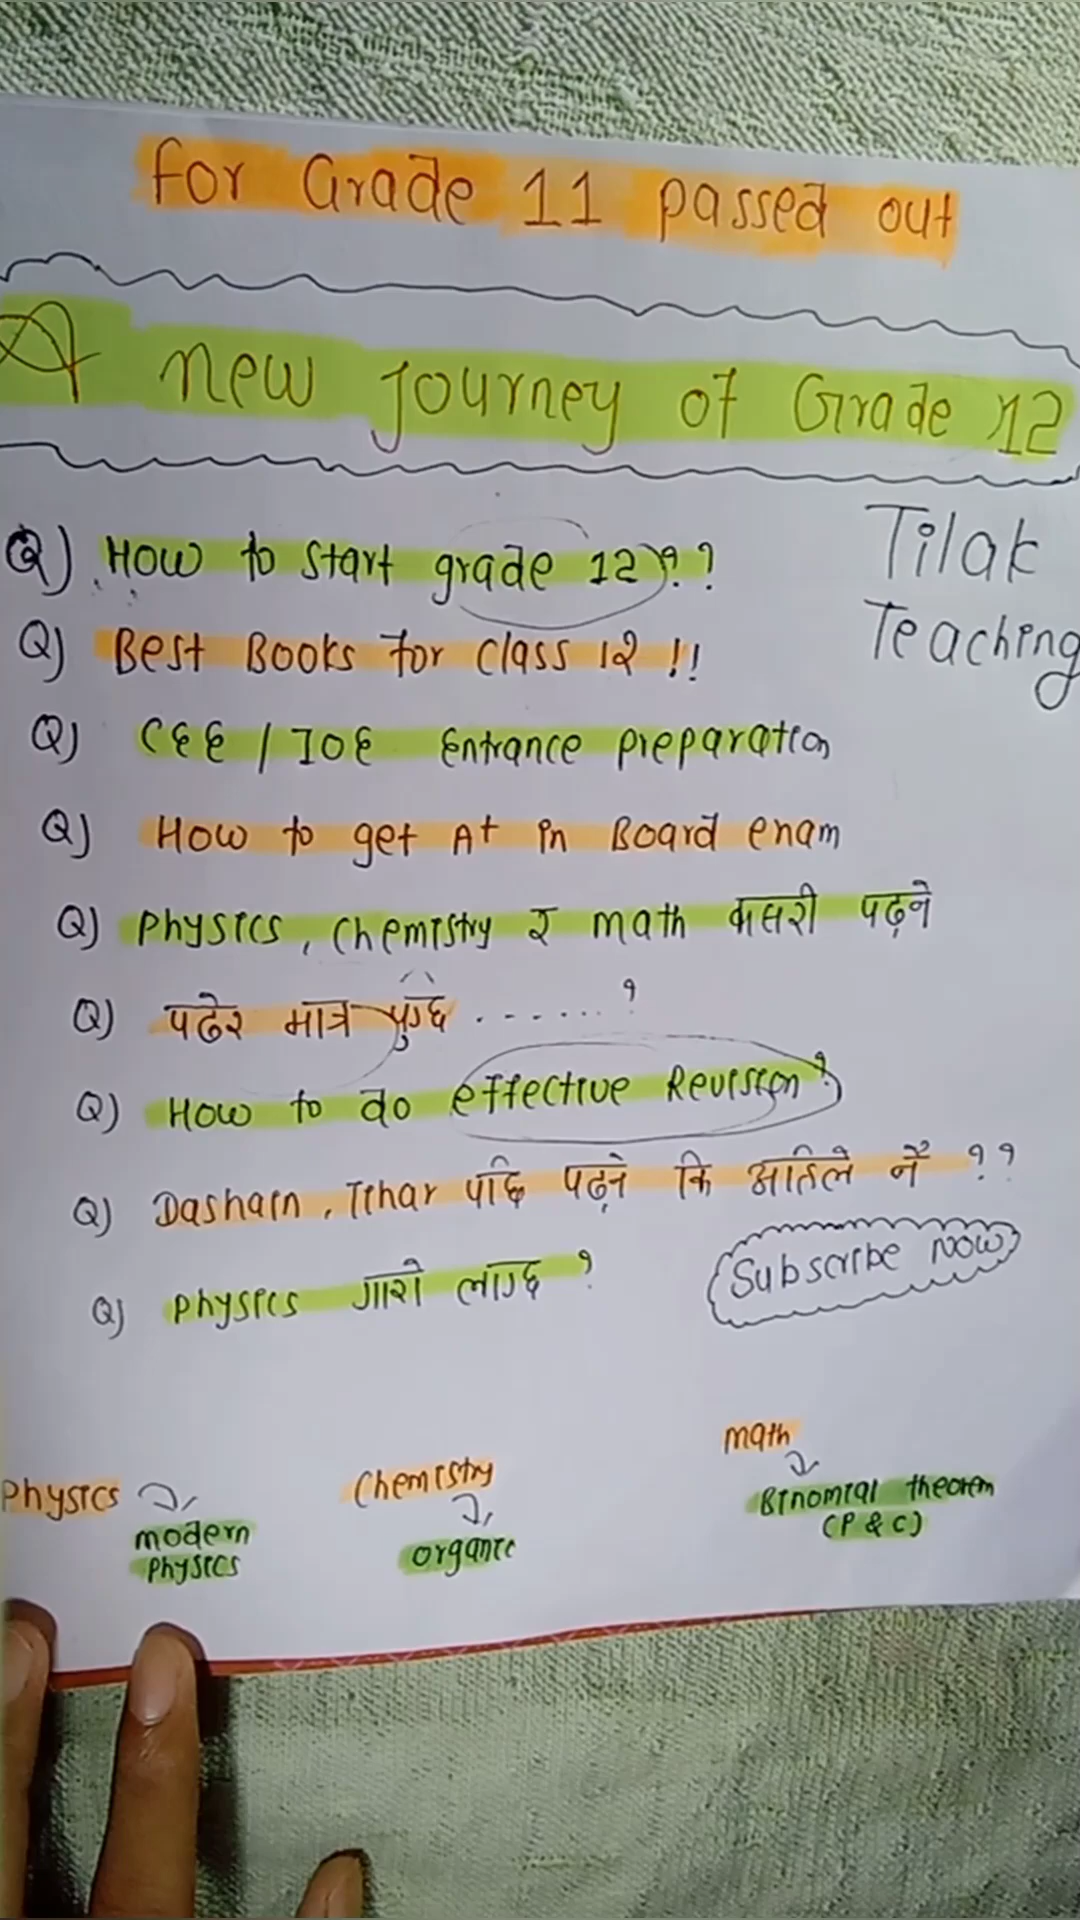 For Grade 11 passed out
A new journey of Grade 12
Tilak
Teaching
Q) How to start grade 12 ??
Q) Best Books for class 12 !!
Q) CEE / IOE Entrance preparation
Q) How to get A+ in Board exam
Q) Physics, Chemistry र math कसरी पढ्ने
Q) पढेर मात्र पुग्छ ....... ?
Q) How to do effective Revision ?
Q) Dashain, Tihar पछि पढ्ने कि अहिले नै ??
Q) Physics गारो लाग्छ ?
Subscribe Now
Physics
modern
Physics
Chemistry
organic
math
Binomial theorem
(P & C)